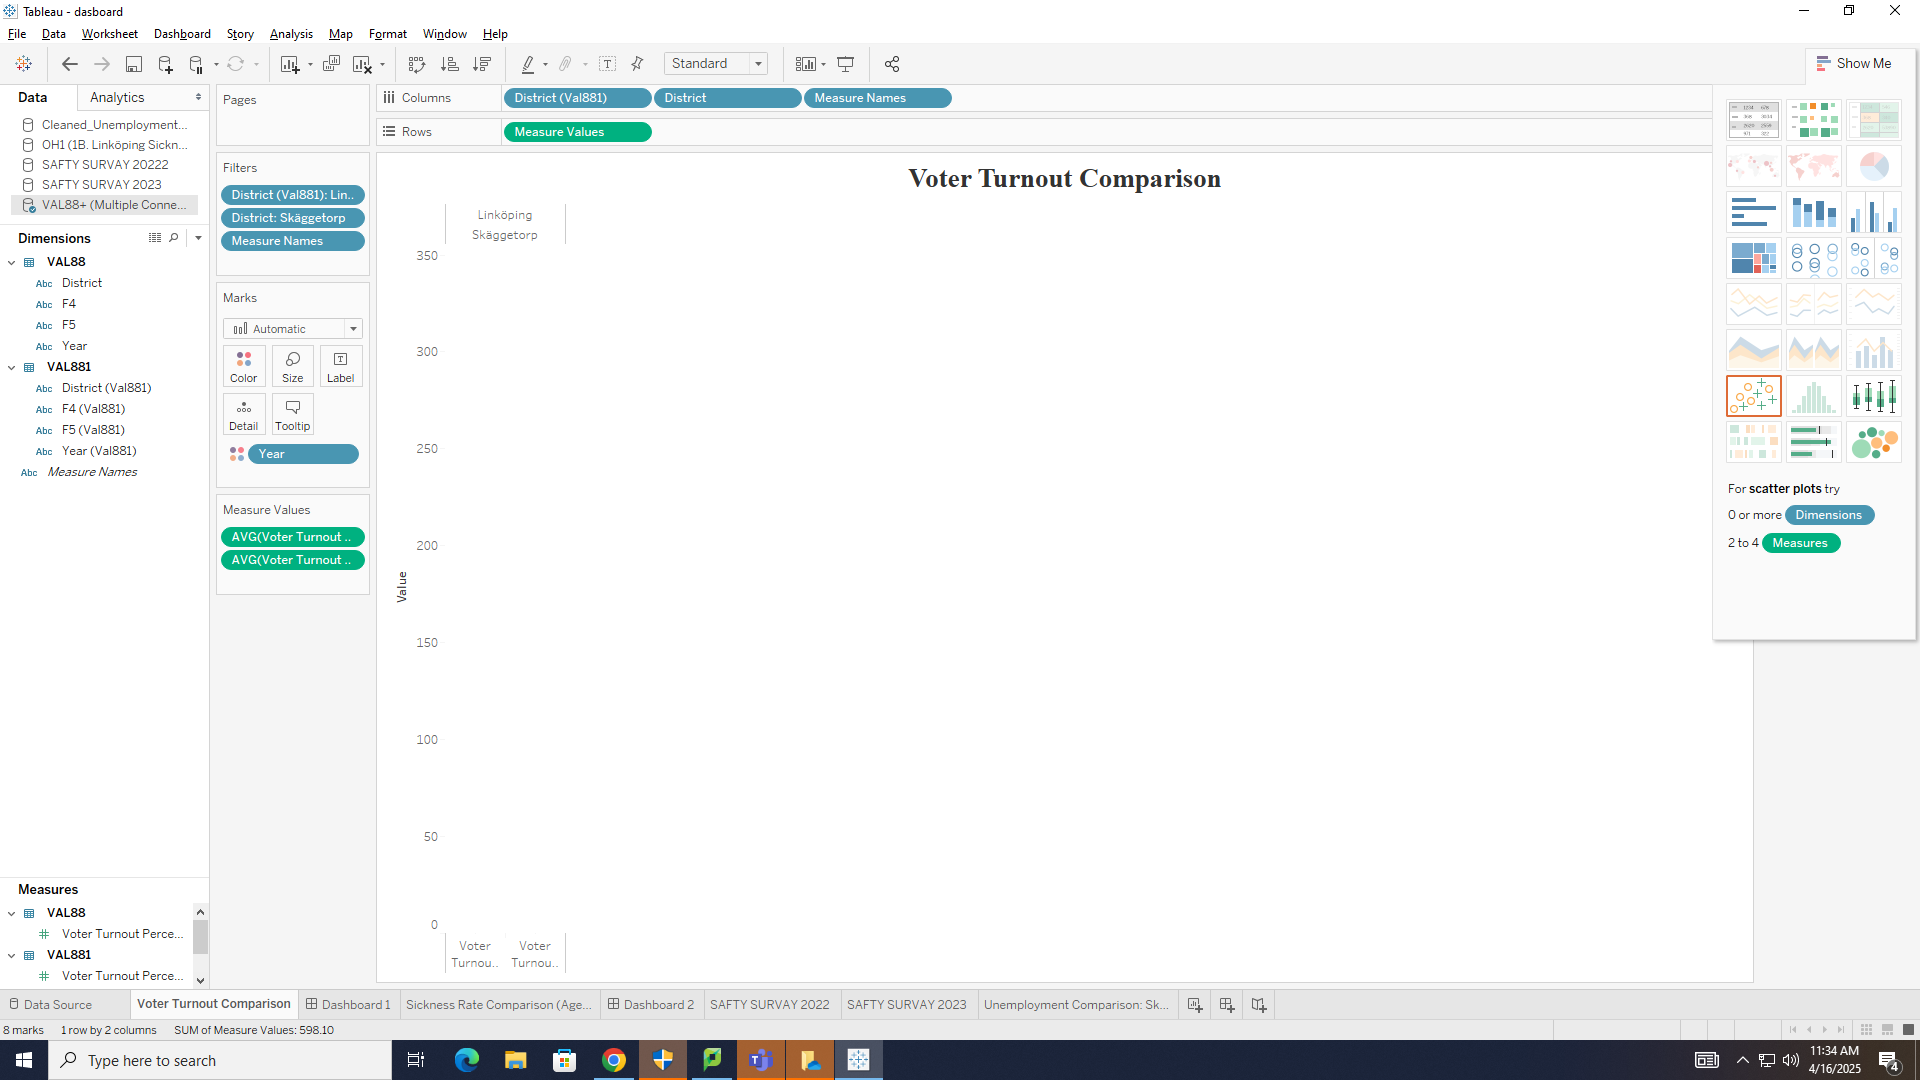 Tableau - dasboard
File Data Worksheet Dashboard Story Analysis Map Format Window Help
Standard
Show Me
Data Analytics
Cleaned_Unemployment...
OH1 (1B. Linköping Sickn...
SAFTY SURVAY 20222
SAFTY SURVAY 2023
VAL88+ (Multiple Conne...
Dimensions
VAL88
Abc District
Abc F4
Abc F5
Abc Year
VAL881
Abc District (Val881)
Abc F4 (Val881)
Abc F5 (Val881)
Abc Year (Val881)
Abc Measure Names
Measures
VAL88
Voter Turnout Perce...
VAL881
Voter Turnout Perce...
Pages
Filters
District (Val881): Lin..
District: Skäggetorp
Measure Names
Marks
Automatic
Color Size Label
Detail Tooltip
Year
Measure Values
AVG(Voter Turnout ..
AVG(Voter Turnout ..
Columns District (Val881) District Measure Names
Rows Measure Values
Voter Turnout Comparison
Linköping
Skäggetorp
350
300
250
200
150
100
50
0
Value
Voter Turnou.. Voter Turnou..
For scatter plots try
0 or more Dimensions
2 to 4 Measures
Data Source Voter Turnout Comparison Dashboard 1 Sickness Rate Comparison (Age... Dashboard 2 SAFTY SURVAY 2022 SAFTY SURVAY 2023 Unemployment Comparison: Sk...
8 marks 1 row by 2 columns SUM of Measure Values: 598.10
Type here to search
11:34 AM
4/16/2025
4